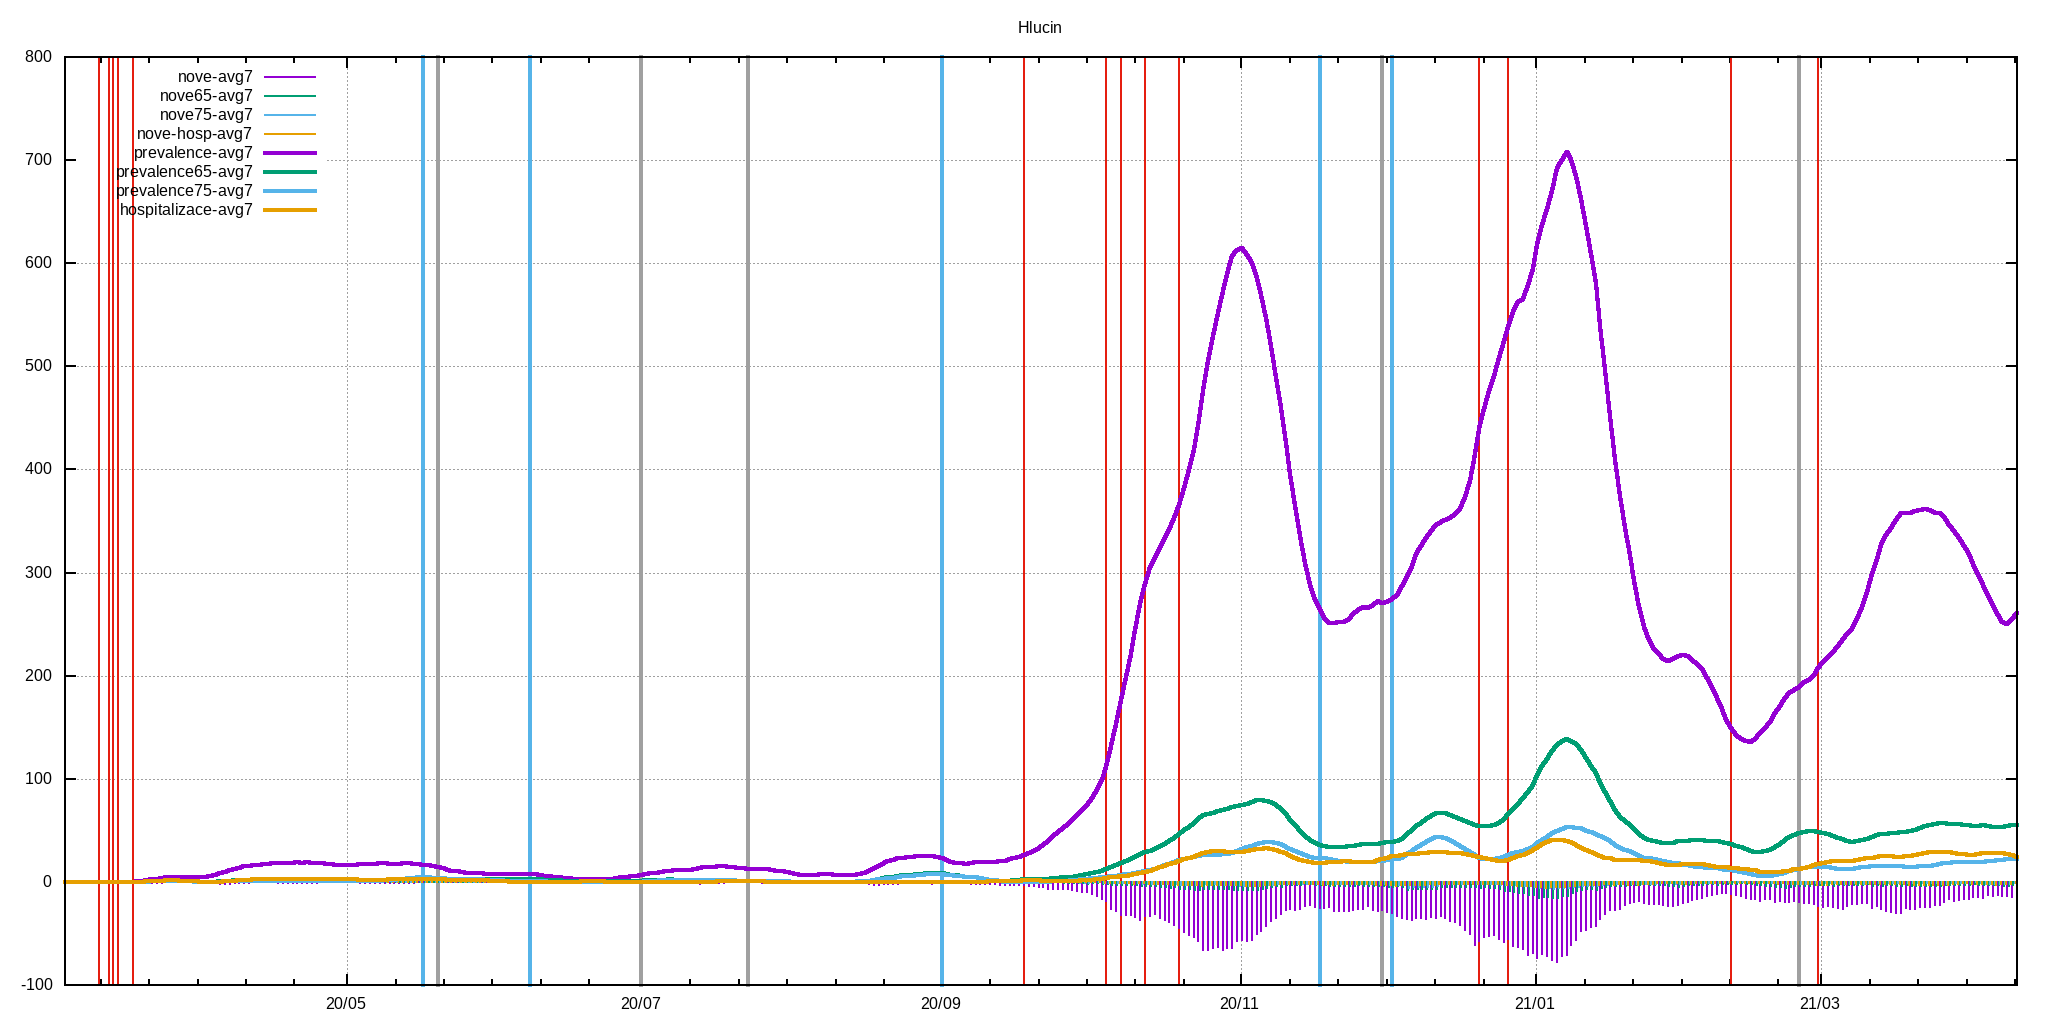 Hlucin
800
700
600
500
400
300
200
100
0
-100
nove-avg7
nove65-avg7
nove75-avg7
nove-hosp-avg7
prevalence-avg7
prevalence65-avg7
prevalence75-avg7
hospitalizace-avg7
20/05
20/07
20/09
20/11
21/01
21/03